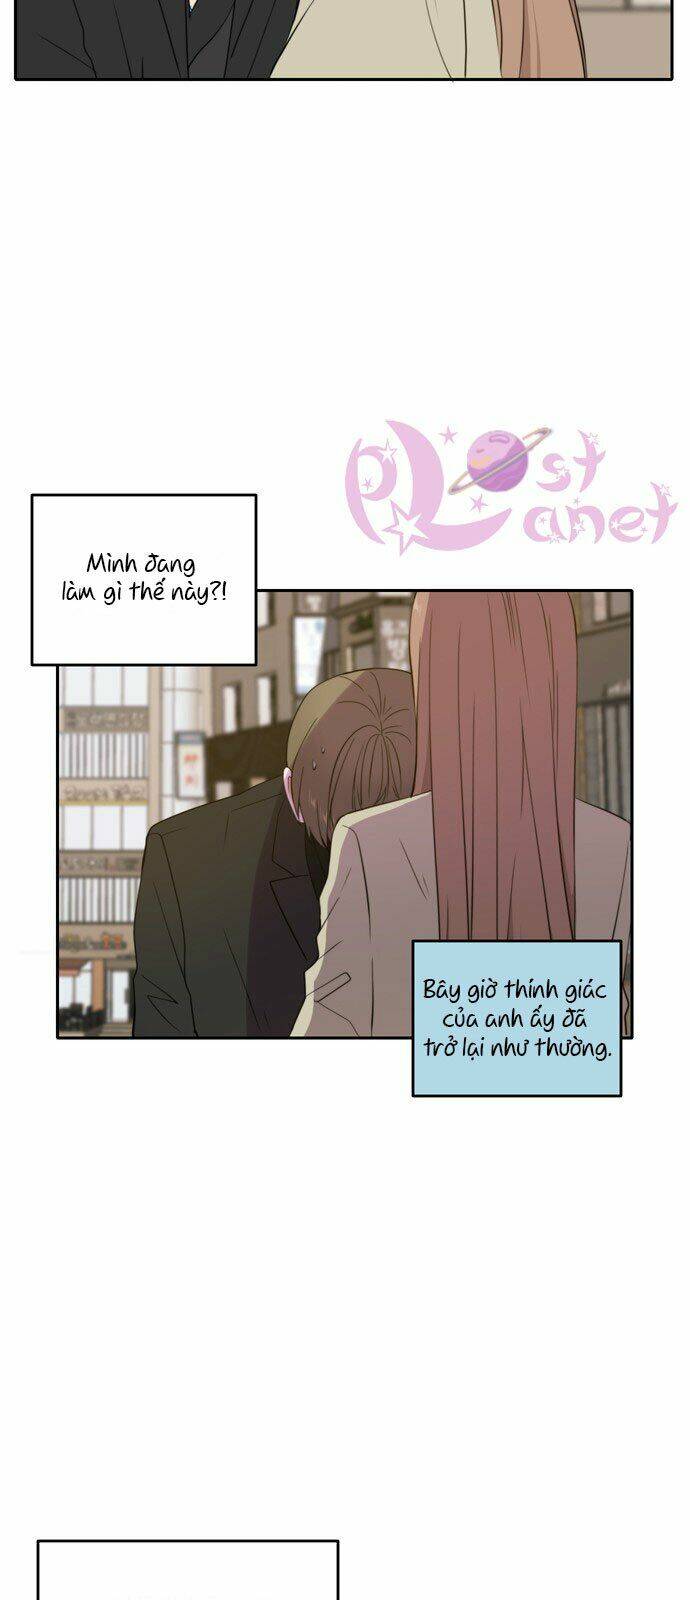 Lost
Planet
Mình đang
làm gì thế này?!
Bây giờ thính giác
của anh ấy đã
trở lại như thường.